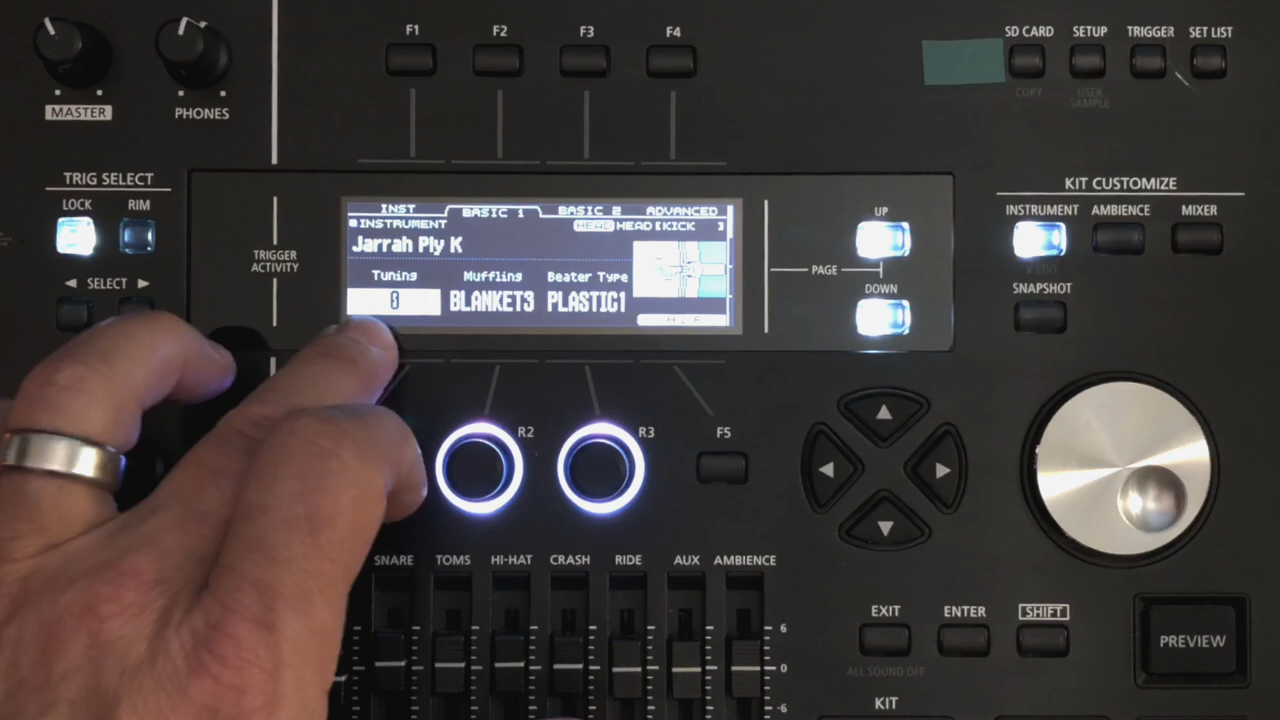 F1 F2 F3 F4
SD CARD SETUP TRIGGER SET LIST
COPY USER SAMPLE
MASTER PHONES
TRIG SELECT
LOCK RIM
SELECT
TRIGGER ACTIVITY
INST BASIC 1 BASIC 2 ADVANCED
INSTRUMENT HEAD HEAD[KICK ]
Jarrah Ply K
Tuning Muffling Beater Type
BLANKET3 PLASTIC1
UP
PAGE
DOWN
KIT CUSTOMIZE
INSTRUMENT AMBIENCE MIXER
SNAPSHOT
R2 R3 F5
SNARE TOMS HI-HAT CRASH RIDE AUX AMBIENCE
6
0
-6
EXIT ENTER SHIFT
ALL SOUND OFF
PREVIEW
KIT